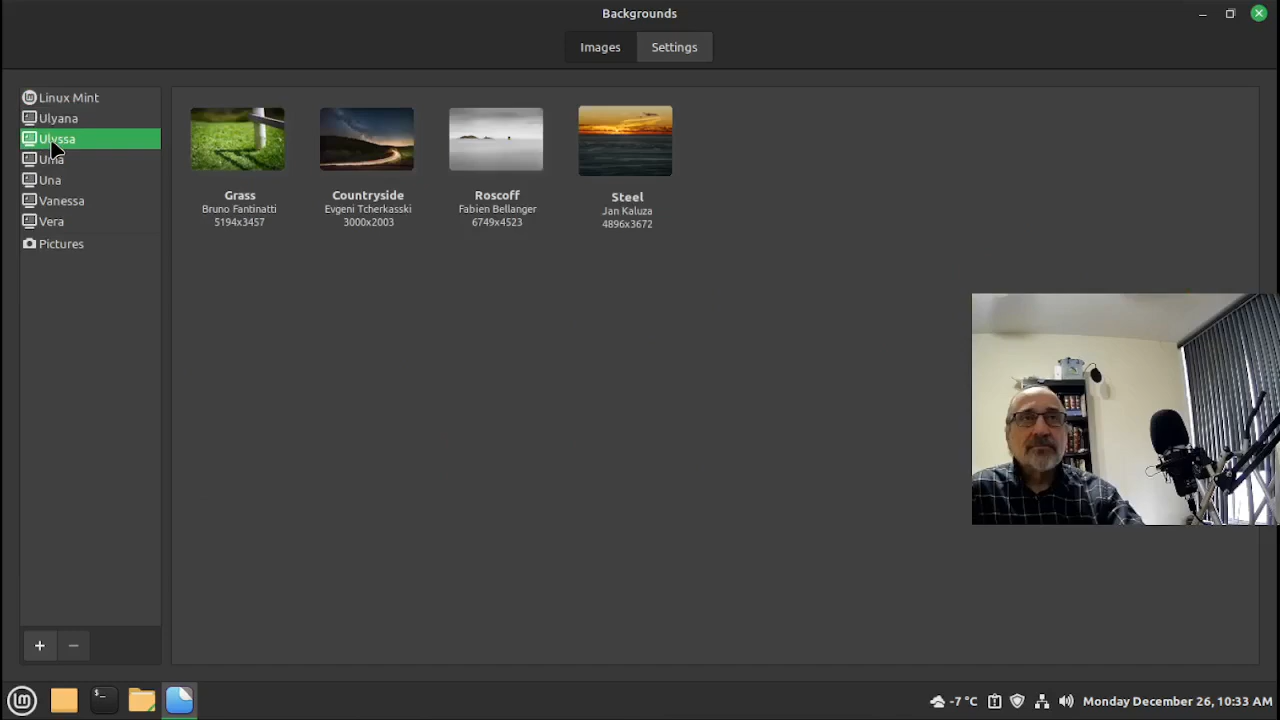 Backgrounds
Images
Settings
Linux Mint
Ulyana
Ulyssa
Una
Vanessa
Vera
Pictures
Grass
Bruno Fantinatti
5194x3457
Countryside
Evgeni Tcherkasski
3000x2003
Roscoff
Fabien Bellanger
6749x4523
Steel
Jan Kaluza
4896x3672
+
−
-7 °C
Monday December 26, 10:33 AM